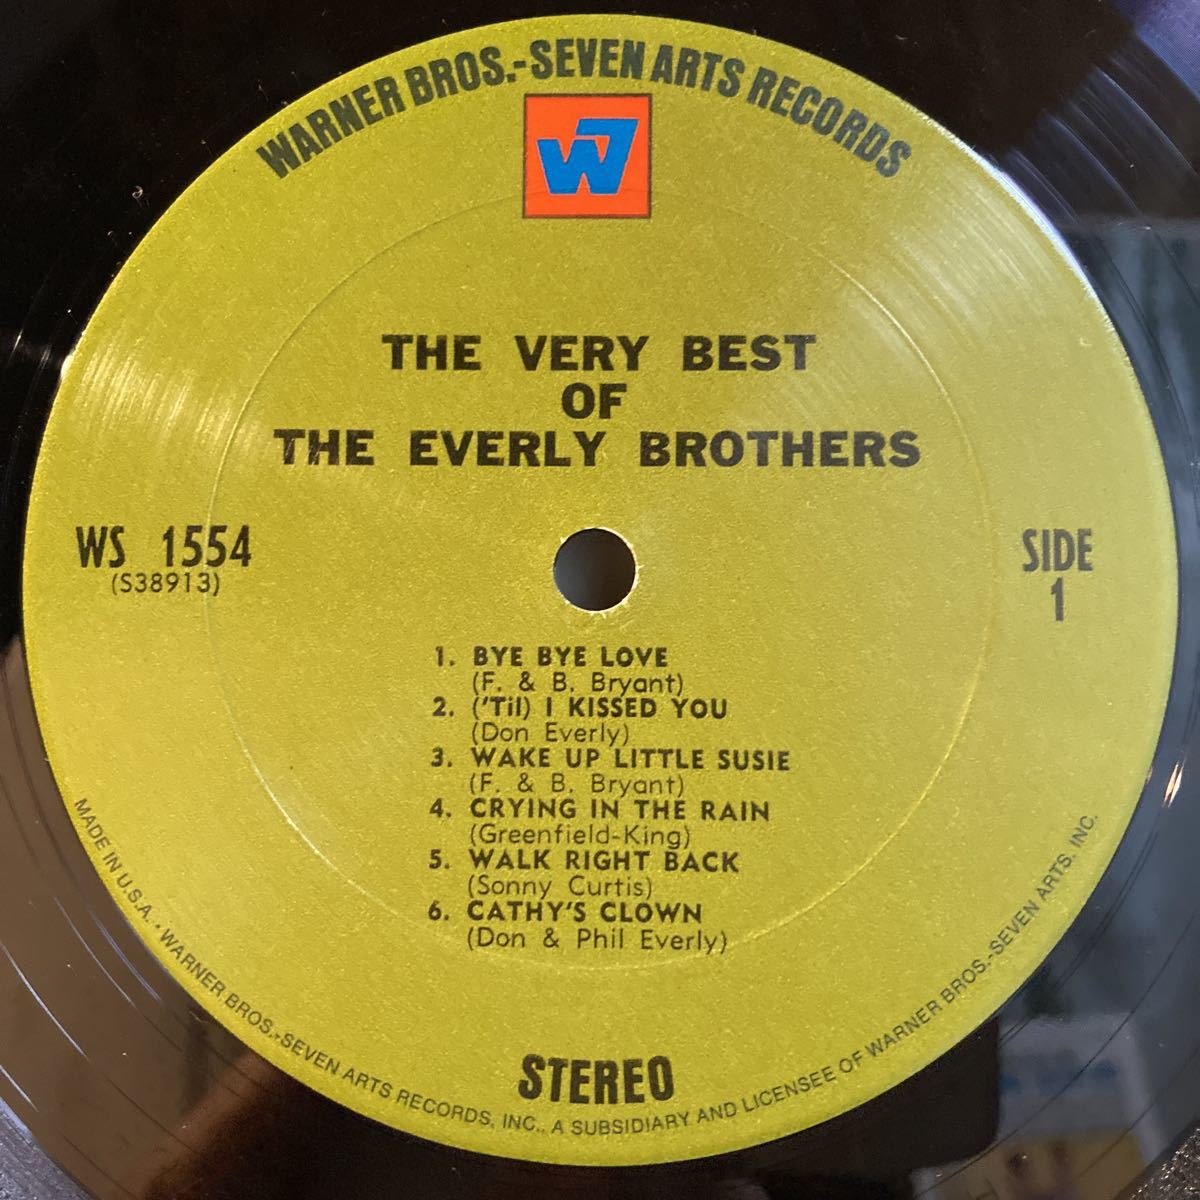 WARNER BROS.-SEVEN ARTS RECORDS
W7
THE VERY BEST
OF
THE EVERLY BROTHERS
WS 1554
(S38913)
SIDE
1
1. BYE BYE LOVE
(F. & B. Bryant)
2. ('Til) I KISSED YOU
(Don Everly)
3. WAKE UP LITTLE SUSIE
(F. & B. Bryant)
4. CRYING IN THE RAIN
(Greenfield-King)
5. WALK RIGHT BACK
(Sonny Curtis)
6. CATHY'S CLOWN
(Don & Phil Everly)
STEREO
MADE IN U.S.A. • WARNER BROS.-SEVEN ARTS RECORDS, INC., A SUBSIDIARY AND LICENSEE OF WARNER BROS.-SEVEN ARTS, INC.